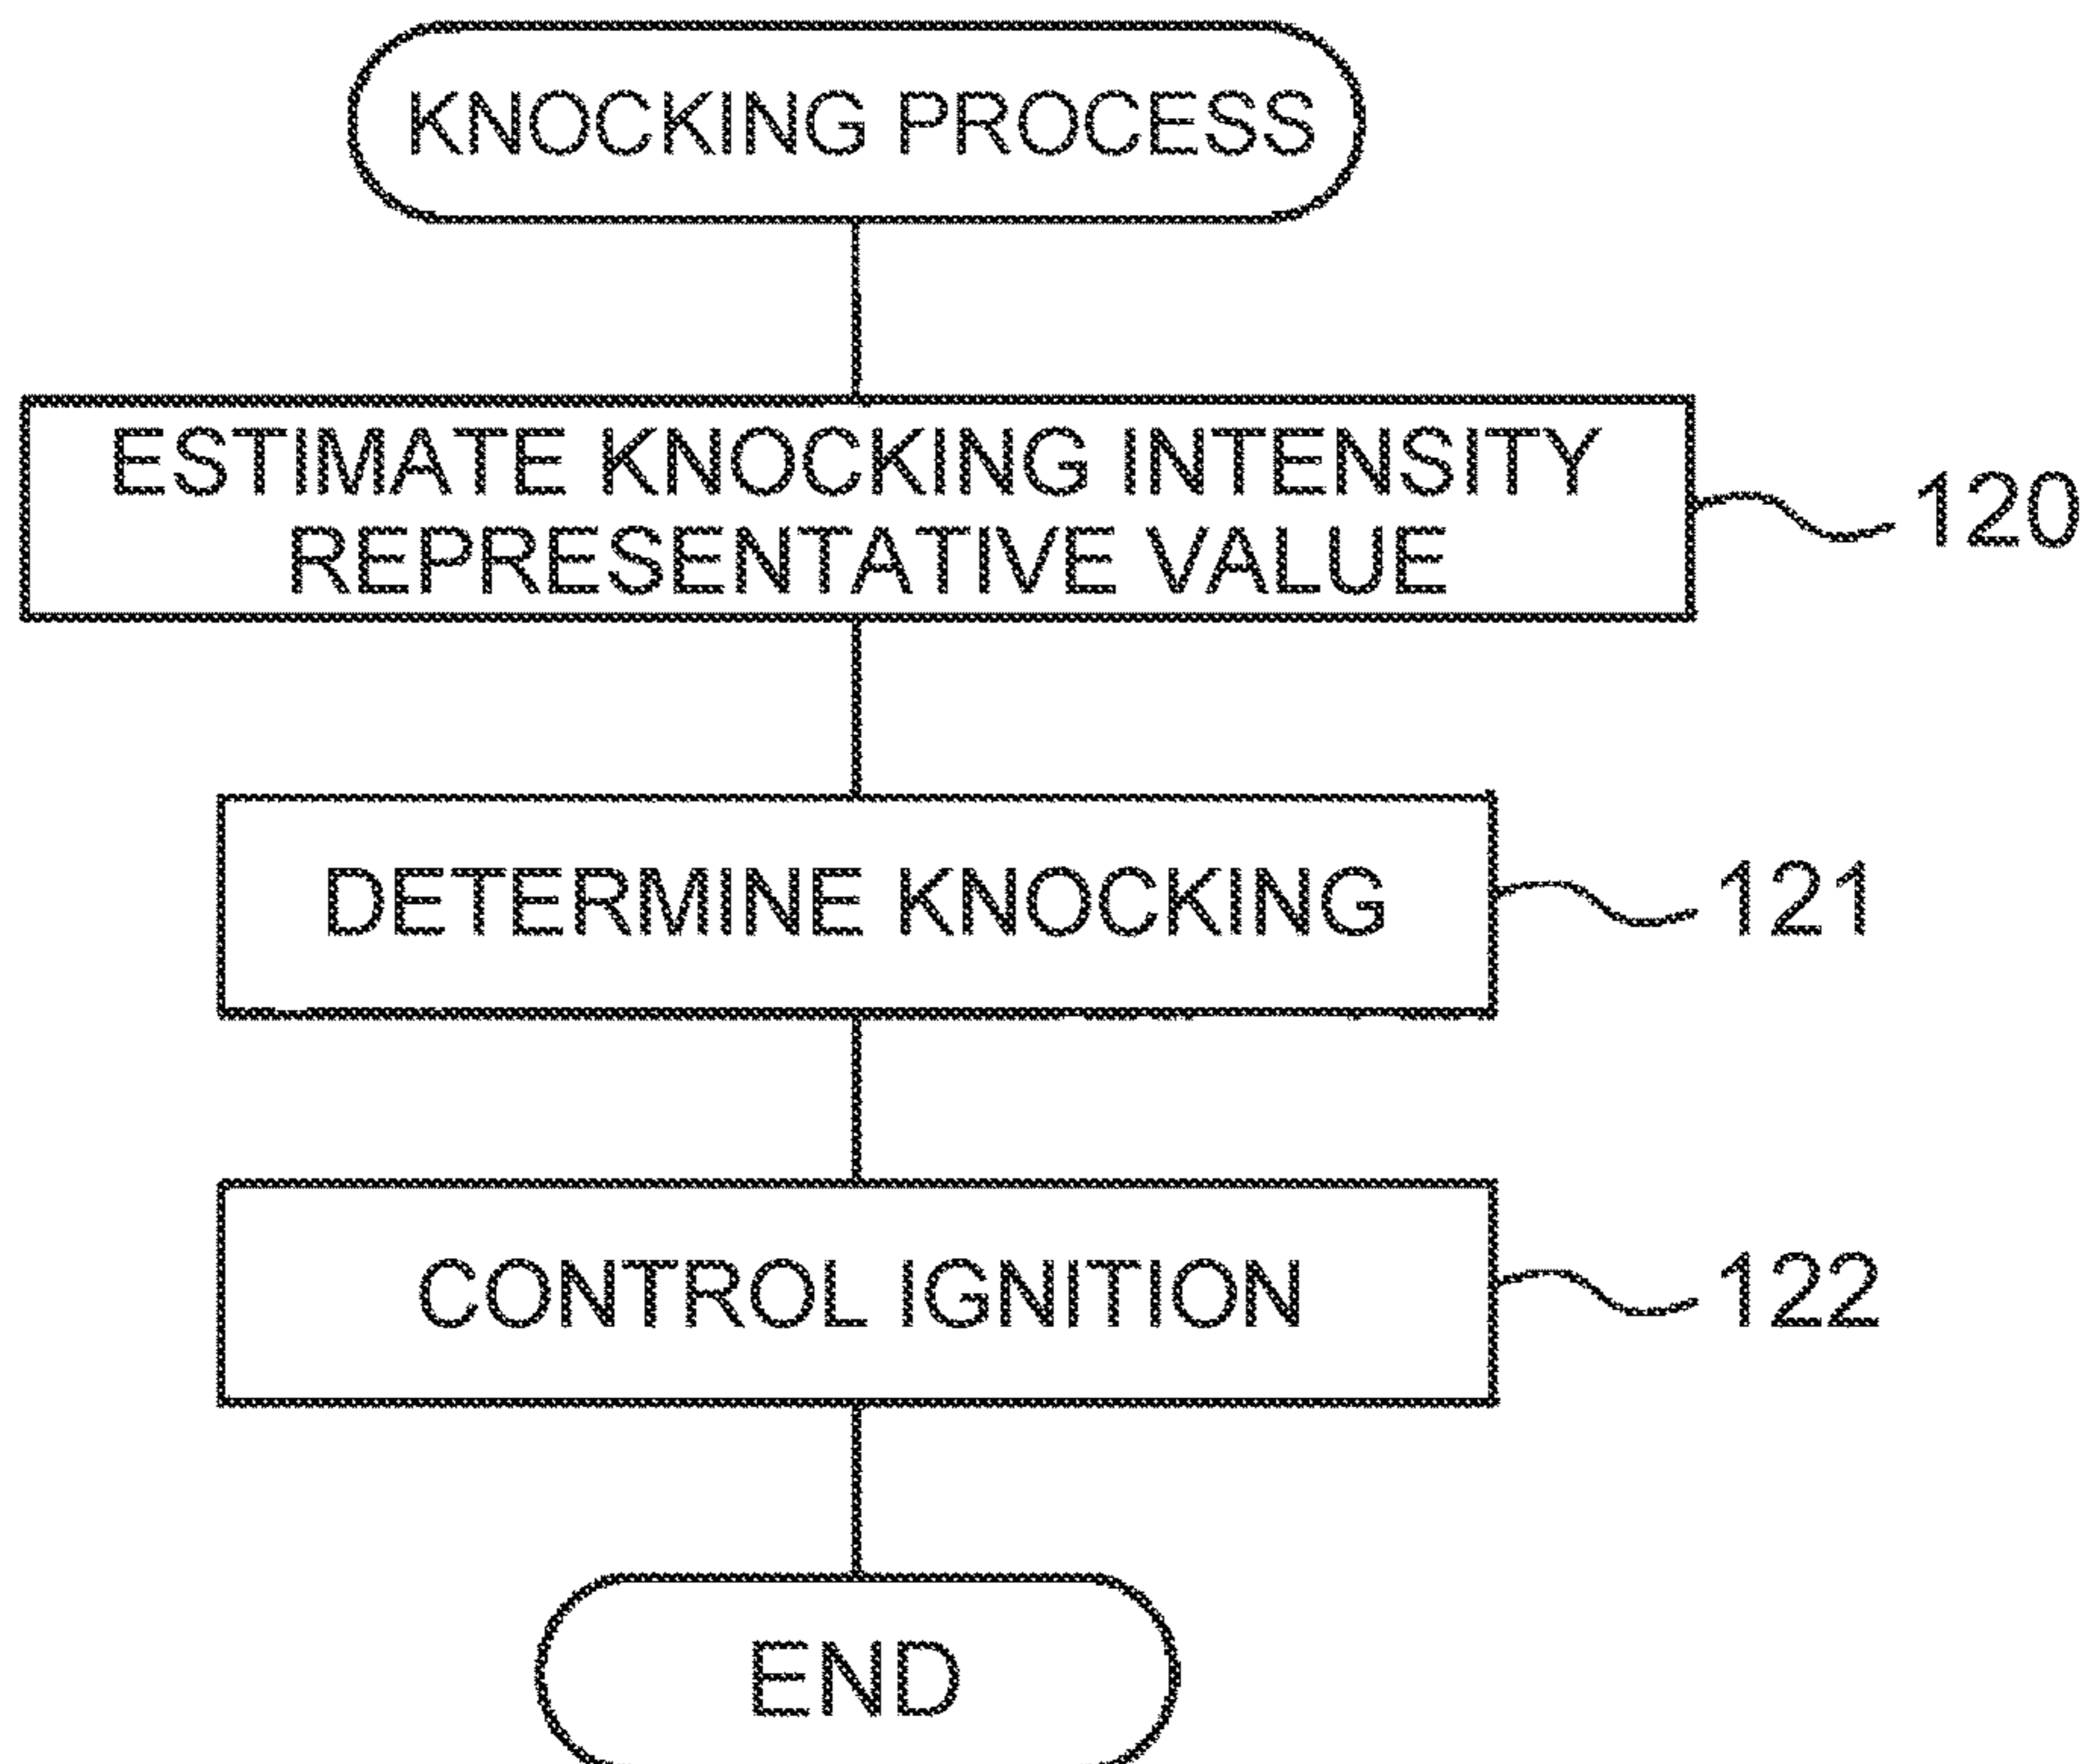 KNOCKING PROCESS
ESTIMATE KNOCKING INTENSITY
REPRESENTATIVE VALUE
120
DETERMINE KNOCKING
121
CONTROL IGNITION
122
END